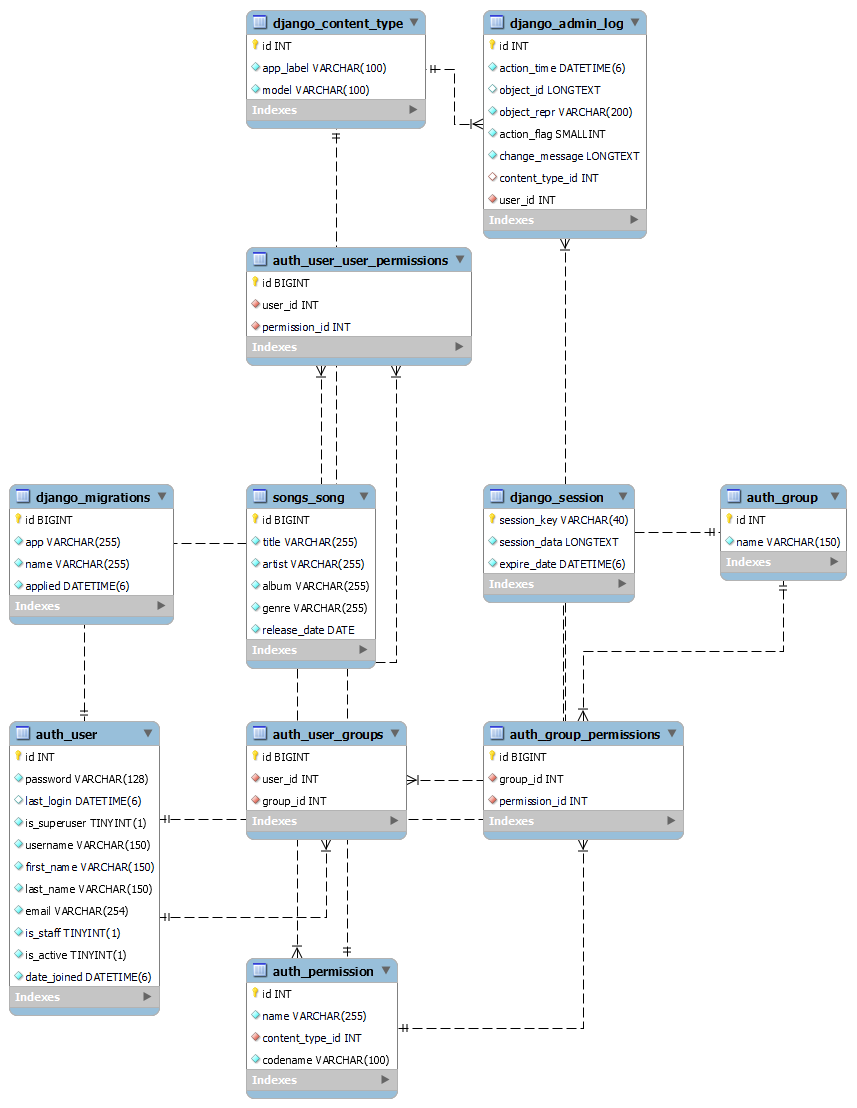 django_content_type
id INT
app_label VARCHAR(100)
model VARCHAR(100)
Indexes
django_admin_log
id INT
action_time DATETIME(6)
object_id LONGTEXT
object_repr VARCHAR(200)
action_flag SMALLINT
change_message LONGTEXT
content_type_id INT
user_id INT
Indexes
auth_user_user_permissions
id BIGINT
user_id INT
permission_id INT
Indexes
django_migrations
id BIGINT
app VARCHAR(255)
name VARCHAR(255)
applied DATETIME(6)
Indexes
songs_song
id BIGINT
title VARCHAR(255)
artist VARCHAR(255)
album VARCHAR(255)
genre VARCHAR(255)
release_date DATE
Indexes
django_session
session_key VARCHAR(40)
session_data LONGTEXT
expire_date DATETIME(6)
Indexes
auth_group
id INT
name VARCHAR(150)
Indexes
auth_user
id INT
password VARCHAR(128)
last_login DATETIME(6)
is_superuser TINYINT(1)
username VARCHAR(150)
first_name VARCHAR(150)
last_name VARCHAR(150)
email VARCHAR(254)
is_staff TINYINT(1)
is_active TINYINT(1)
date_joined DATETIME(6)
Indexes
auth_user_groups
id BIGINT
user_id INT
group_id INT
Indexes
auth_group_permissions
id BIGINT
group_id INT
permission_id INT
Indexes
auth_permission
id INT
name VARCHAR(255)
content_type_id INT
codename VARCHAR(100)
Indexes